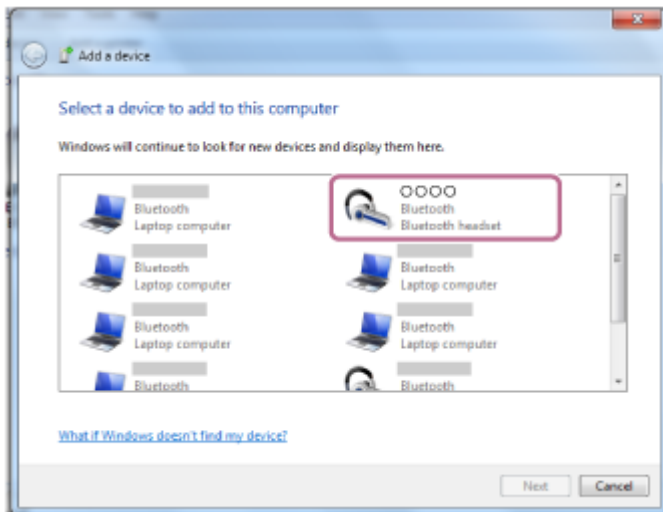 Add a device
Select a device to add to this computer
Windows will continue to look for new devices and display them here.
Bluetooth
Laptop computer
OOOO
Bluetooth
Bluetooth headset
Bluetooth
Laptop computer
Bluetooth
Laptop computer
Bluetooth
Laptop computer
Bluetooth
Laptop computer
Bluetooth
Bluetooth
What if Windows doesn't find my device?
Next
Cancel